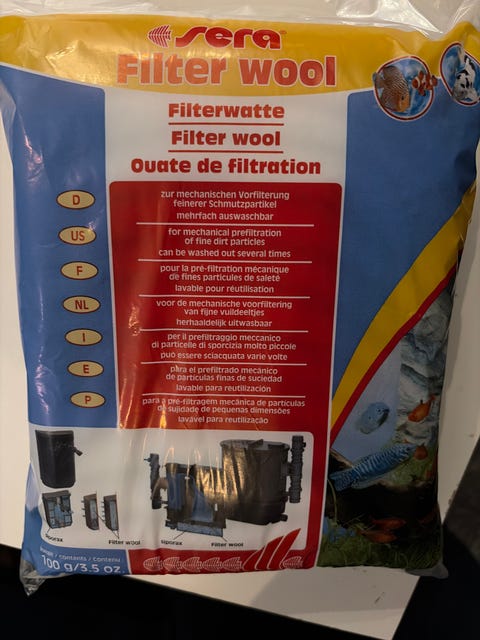 sera
Filter wool
Filterwatte
Filter wool
Ouate de filtration
D
zur mechanischen Vorfilterung
feinerer Schmutzpartikel
mehrfach auswaschbar
US
for mechanical prefiltration
of fine dirt particles
can be washed out several times
F
pour la pré-filtration mécanique
de fines particules de saleté
lavable pour réutilisation
NL
voor de mechanische voorfiltering
van fijne vuildeeltjes
herhaaldelijk uitwasbaar
I
per il prefiltraggio meccanico
di particelle di sporcizia molto piccole
può essere sciacquata varie volte
E
para el prefiltrado mecánico
de partículas finas de suciedad
lavable para reutilización
P
para a pré-filtragem mecânica de partículas
de sujidade de pequenas dimensões
lavável para reutilização
Siporax
Filter wool
Siporax
Filter wool
/ Contents / Contenu
100 g/3.5 oz.